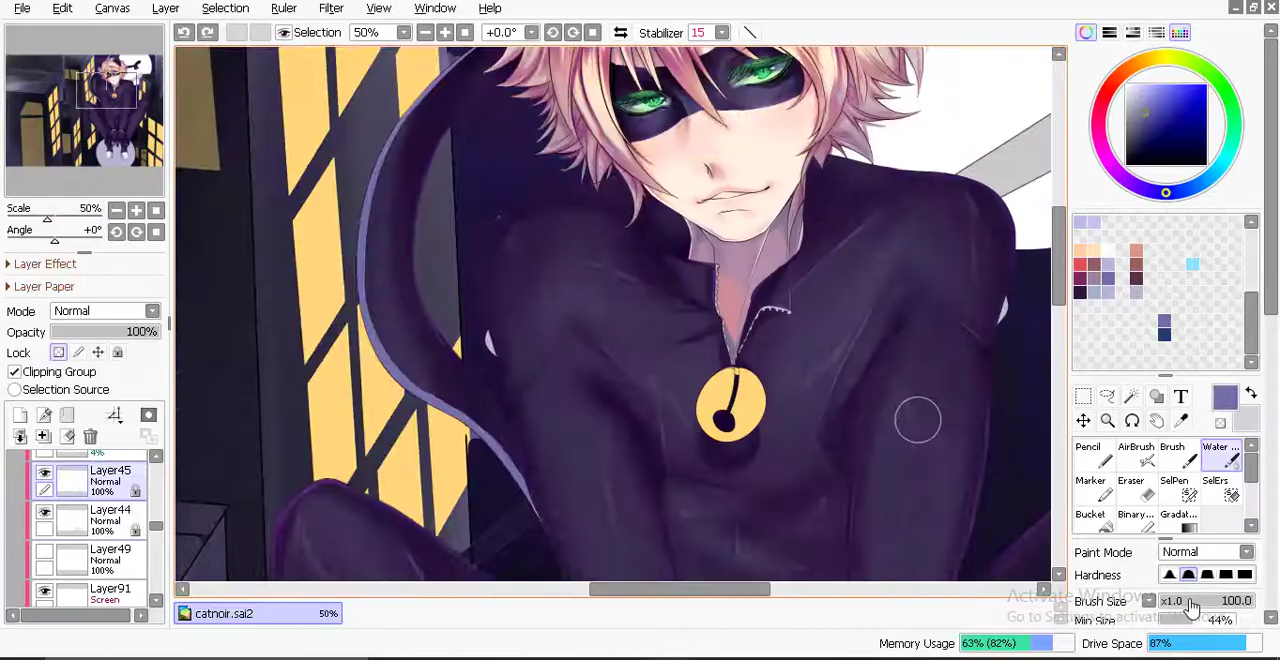 File Edit Canvas Layer Selection Ruler Filter View Window Help
Selection 50% +0.0° Stabilizer 15
Scale 50%
Angle +0°
Layer Effect
Layer Paper
Mode Normal
Opacity 100%
Lock
Clipping Group
Selection Source
4%
Layer45
Normal
100%
Layer44
Normal
100%
Layer49
Normal
100%
Layer91
Screen
catnoir.sai2 50%
T
Pencil AirBrush Brush Water ...
Marker Eraser SelPen SelErs
Bucket Binary... Gradat...
Paint Mode Normal
Hardness
Brush Size x1.0 100.0
Min Size 44%
Activate Windows
Go to Settings to activate Windows
Memory Usage 63% (82%) Drive Space 87%